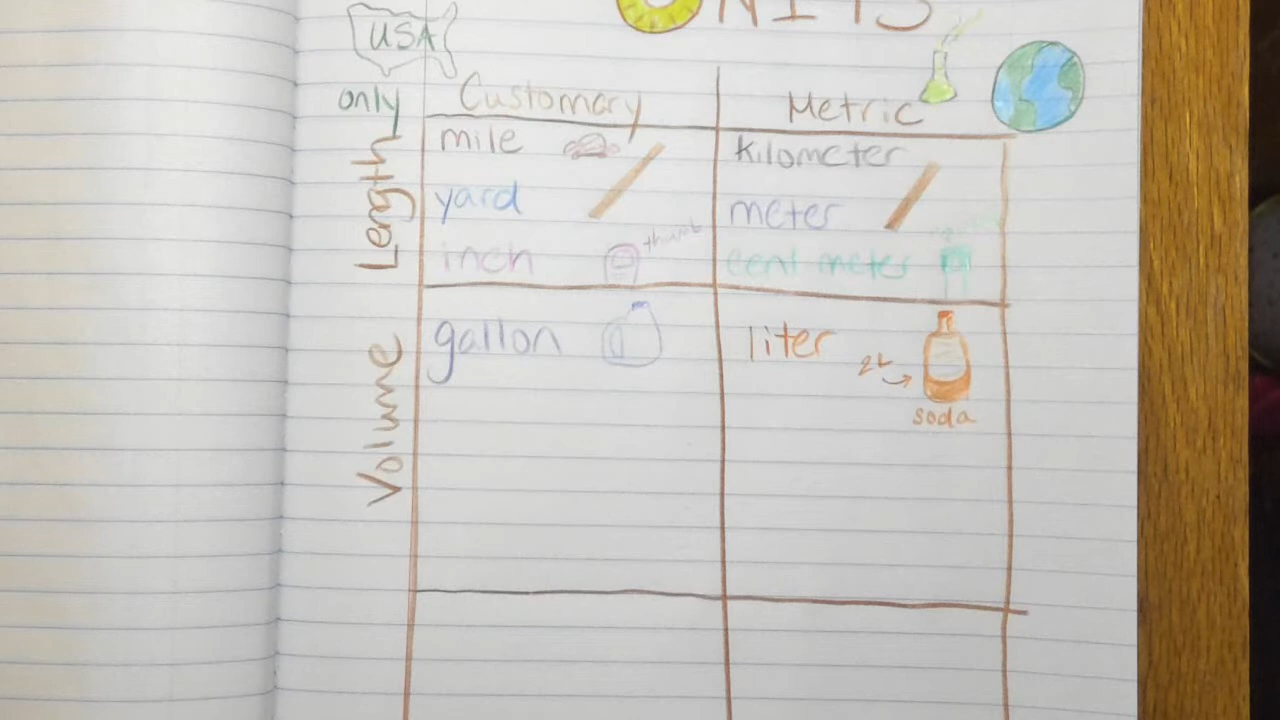 UNITS
USA
only
Customary
Metric
Length
mile
kilometer
yard
meter
inch
thumb
centimeter
Volume
gallon
liter
2L
soda